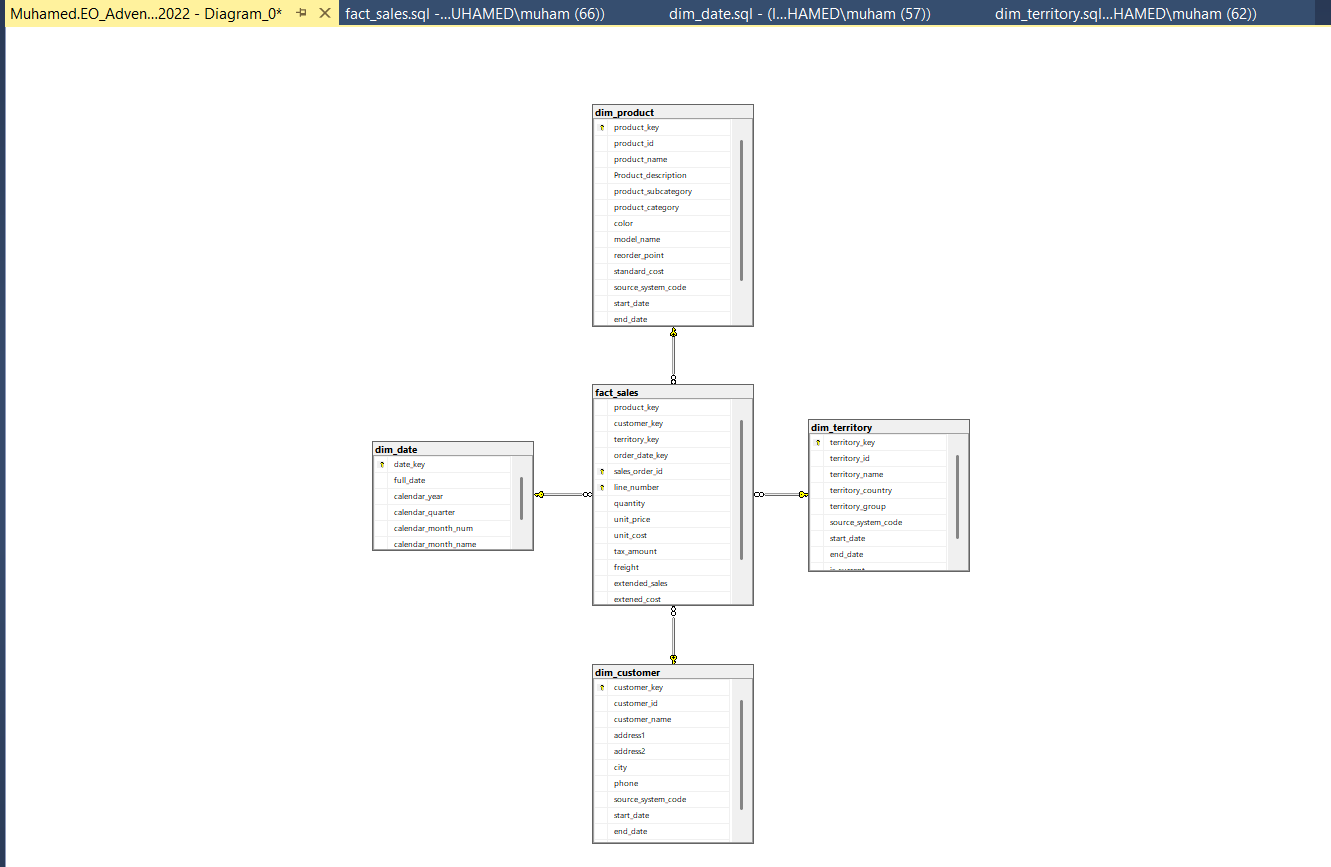 Muhamed.EO_Adven...2022 - Diagram_0*
fact_sales.sql -...UHAMED\muham (66))
dim_date.sql - (l...HAMED\muham (57))
dim_territory.sql...HAMED\muham (62))
dim_product
product_key
product_id
product_name
Product_description
product_subcategory
product_category
color
model_name
reorder_point
standard_cost
source_system_code
start_date
end_date
fact_sales
product_key
customer_key
territory_key
order_date_key
sales_order_id
line_number
quantity
unit_price
unit_cost
tax_amount
freight
extended_sales
extened_cost
dim_date
date_key
full_date
calendar_year
calendar_quarter
calendar_month_num
calendar_month_name
dim_territory
territory_key
territory_id
territory_name
territory_country
territory_group
source_system_code
start_date
end_date
dim_customer
customer_key
customer_id
customer_name
address1
address2
city
phone
source_system_code
start_date
end_date